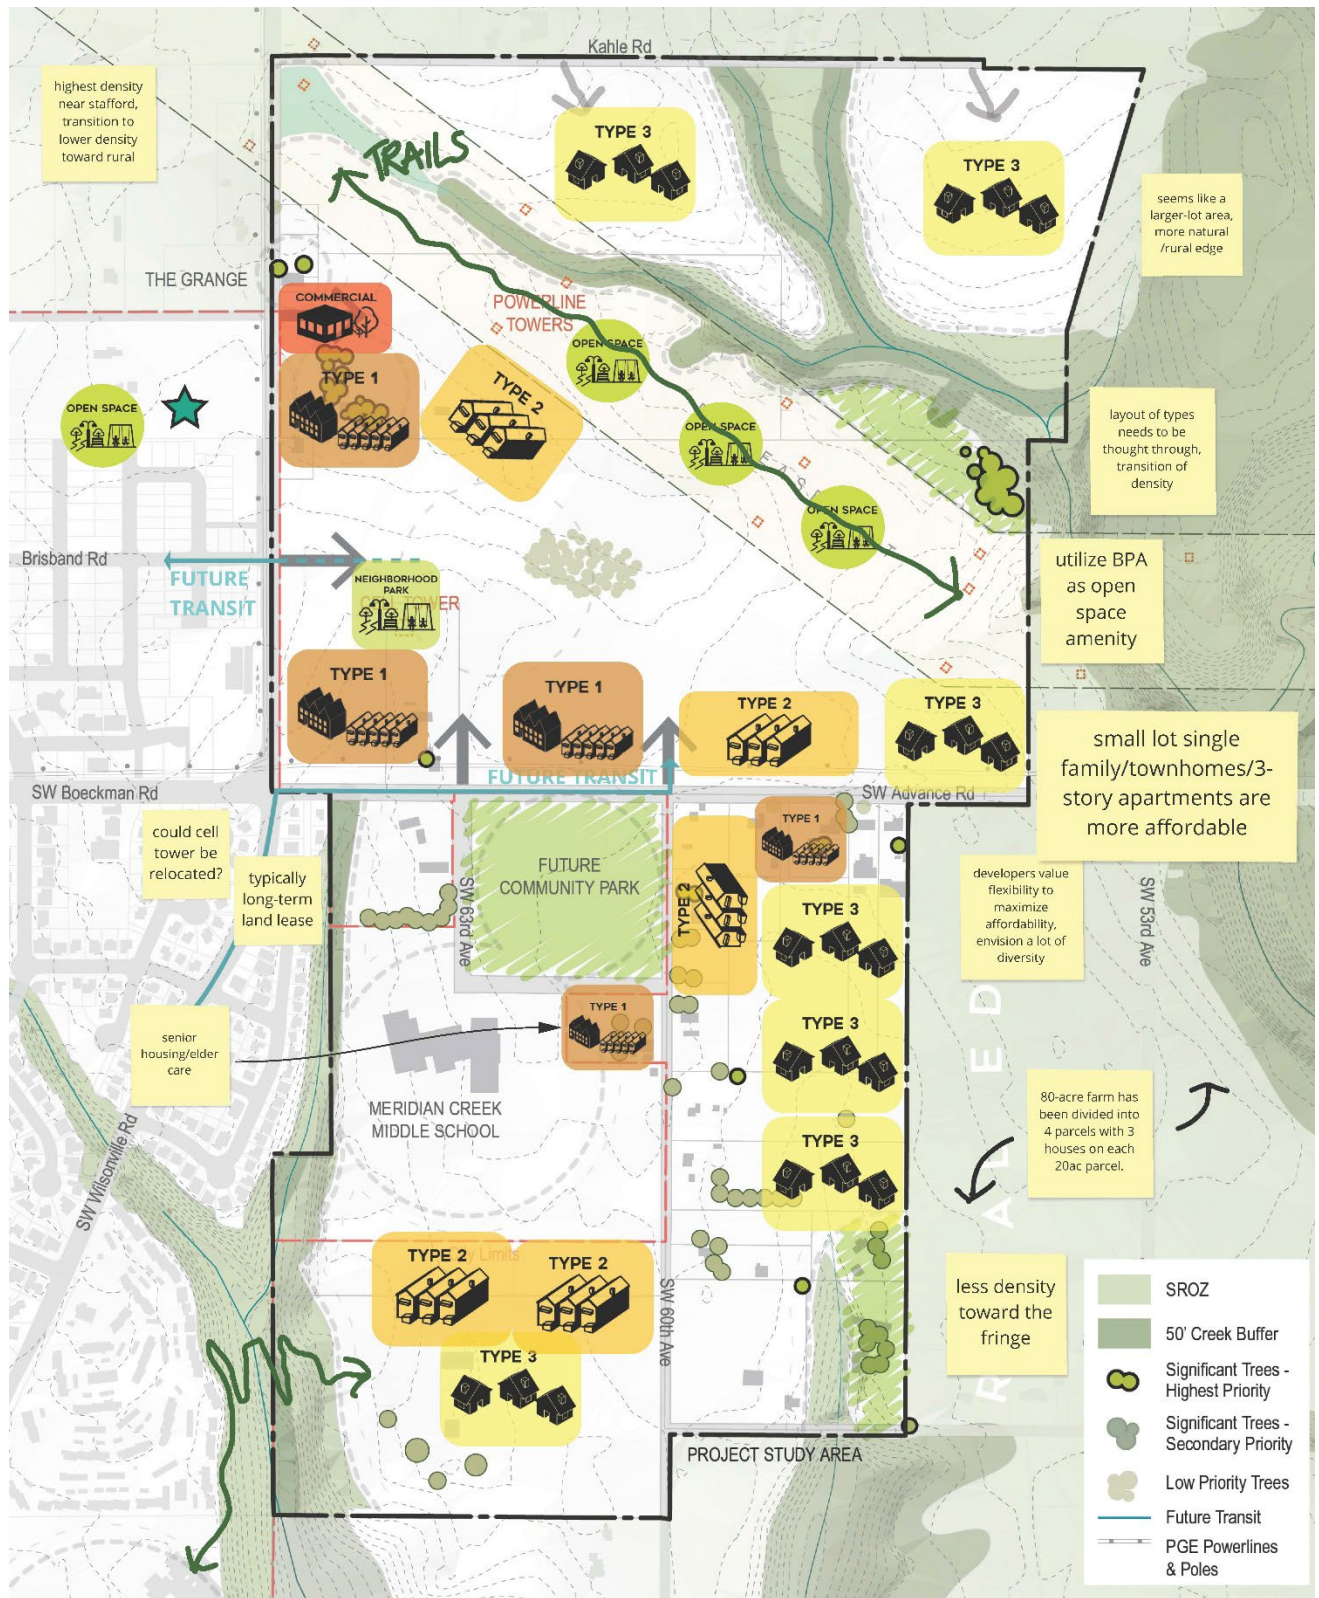 Kahle Rd
highest density
near stafford,
transition to
lower density
toward rural
TRAILS
TYPE 3
TYPE 3
seems like a
larger-lot area,
more natural
/rural edge
THE GRANGE
COMMERCIAL
POWERLINE
TOWERS
OPEN SPACE
TYPE 1
TYPE 2
OPEN SPACE
OPEN SPACE
layout of types
needs to be
thought through,
transition of
density
OPEN SPACE
Brisband Rd
FUTURE
TRANSIT
NEIGHBORHOOD
PARK
CELL TOWER
utilize BPA
as open
space
amenity
TYPE 1
TYPE 1
TYPE 2
TYPE 3
FUTURE TRANSIT
SW Boeckman Rd
SW Advance Rd
small lot single
family/townhomes/3-
story apartments are
more affordable
could cell
tower be
relocated?
typically
long-term
land lease
SW 63rd Ave
FUTURE
COMMUNITY PARK
TYPE 2
TYPE 1
TYPE 3
developers value
flexibility to
maximize
affordability,
envision a lot of
diversity
SW 53rd Ave
senior
housing/elder
care
TYPE 1
TYPE 3
MERIDIAN CREEK
MIDDLE SCHOOL
TYPE 3
80-acre farm has
been divided into
4 parcels with 3
houses on each
20ac parcel.
SW Wilsonville Rd
TYPE 2
Limits
TYPE 2
SW 60th Ave
TYPE 3
less density
toward the
fringe
PROJECT STUDY AREA
SROZ
50' Creek Buffer
Significant Trees -
Highest Priority
Significant Trees -
Secondary Priority
Low Priority Trees
Future Transit
PGE Powerlines
& Poles